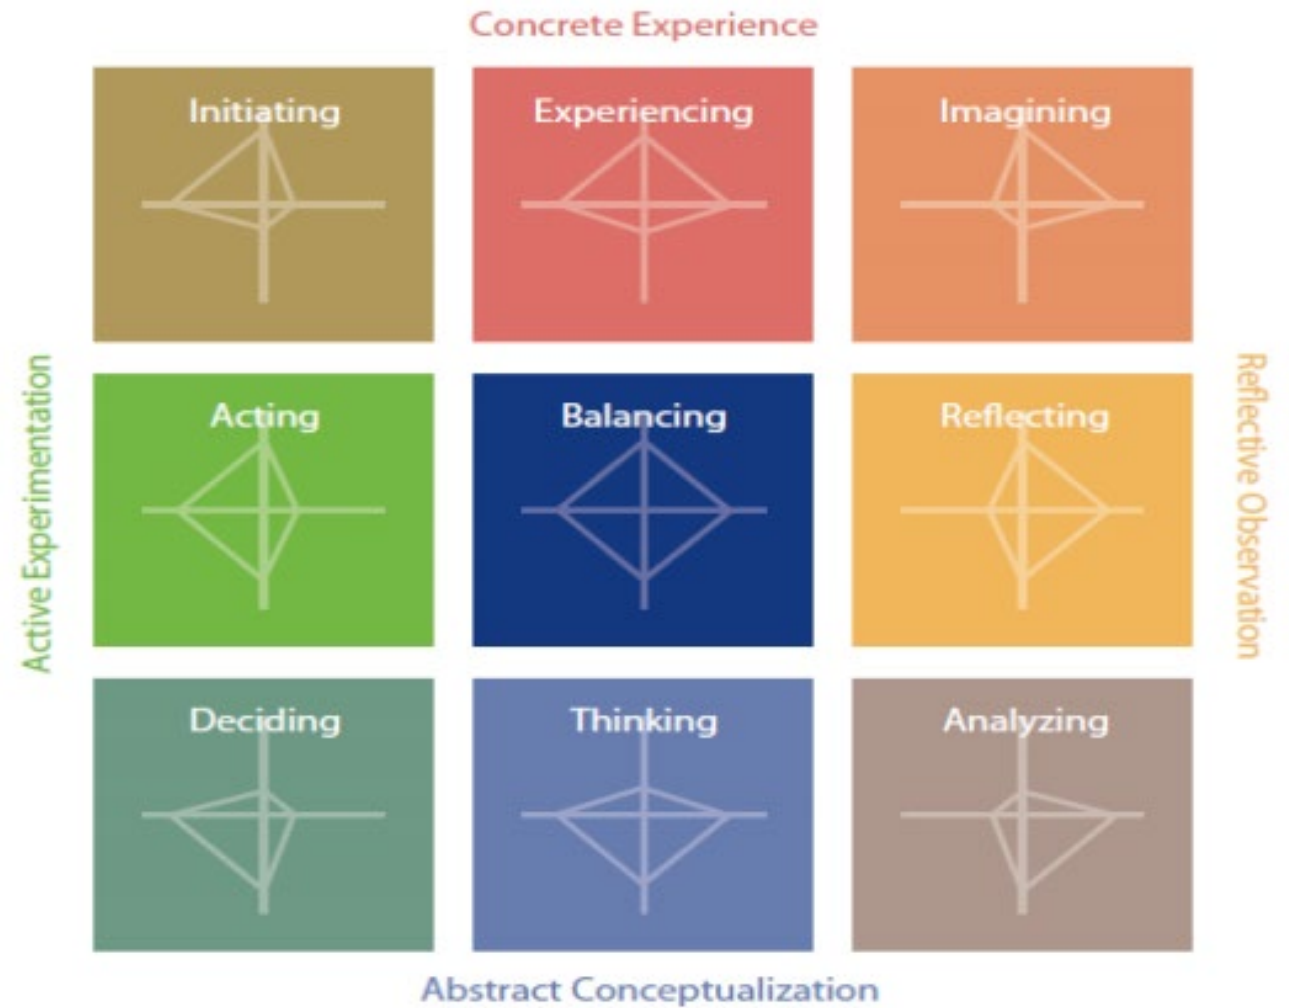 Concrete Experience
Initiating
Experiencing
Imagining
Active Experimentation
Acting
Balancing
Reflecting
Reflective Observation
Deciding
Thinking
Analyzing
Abstract Conceptualization